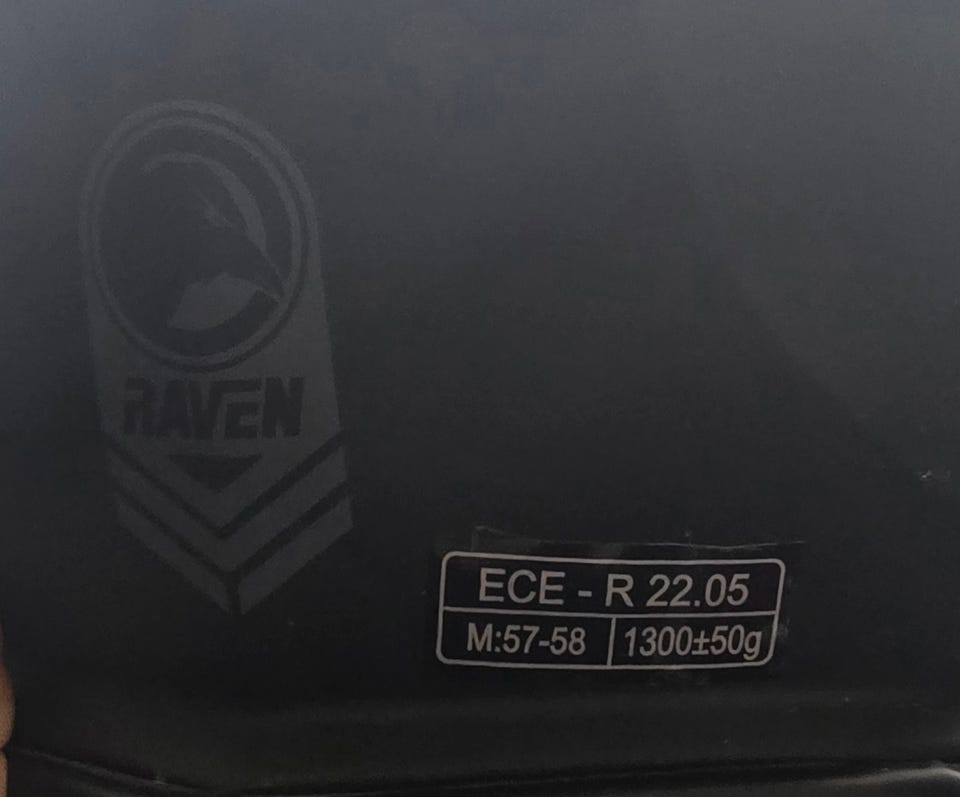 RAVEN
ECE - R 22.05
M:57-58 1300±50g